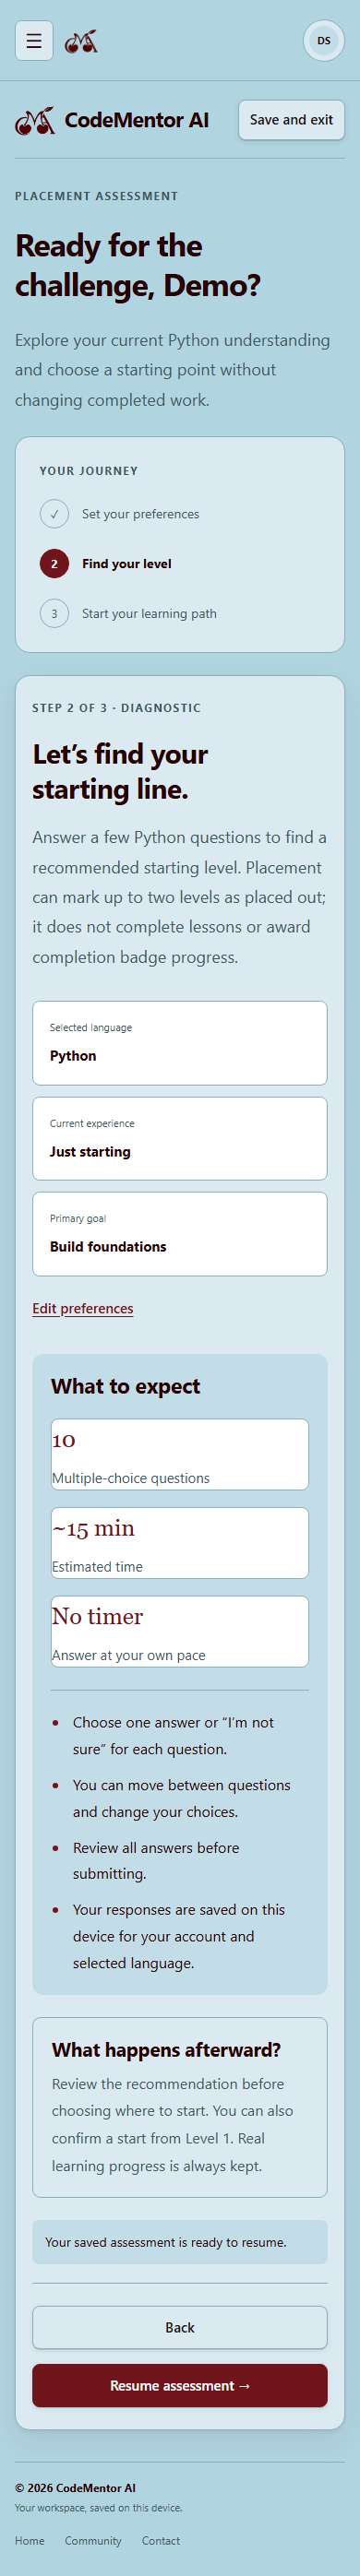 DS
CodeMentor AI
Save and exit
PLACEMENT ASSESSMENT
Ready for the
challenge, Demo?
Explore your current Python understanding
and choose a starting point without
changing completed work.
YOUR JOURNEY
✓ Set your preferences
2 Find your level
3 Start your learning path
STEP 2 OF 3 · DIAGNOSTIC
Let’s find your
starting line.
Answer a few Python questions to find a
recommended starting level. Placement
can mark up to two levels as placed out;
it does not complete lessons or award
completion badge progress.
Selected language
Python
Current experience
Just starting
Primary goal
Build foundations
Edit preferences
What to expect
10
Multiple-choice questions
~15 min
Estimated time
No timer
Answer at your own pace
• Choose one answer or “I’m not
sure” for each question.
• You can move between questions
and change your choices.
• Review all answers before
submitting.
• Your responses are saved on this
device for your account and
selected language.
What happens afterward?
Review the recommendation before
choosing where to start. You can also
confirm a start from Level 1. Real
learning progress is always kept.
Your saved assessment is ready to resume.
Back
Resume assessment →
© 2026 CodeMentor AI
Your workspace, saved on this device.
Home Community Contact